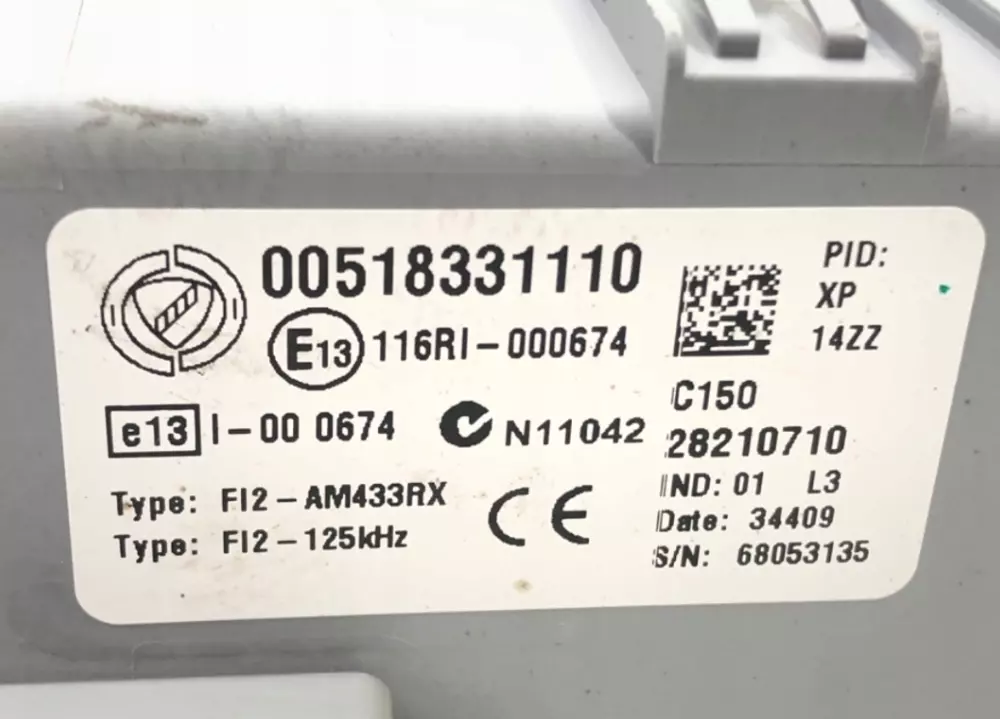 00518331110
E13 116RI-000674
e13 I-00 0674
N11042
Type: FI2-AM433RX
Type: FI2-125kHz
CE
PID:
XP
14ZZ
C150
28210710
IND: 01 L3
Date: 34409
S/N: 68053135